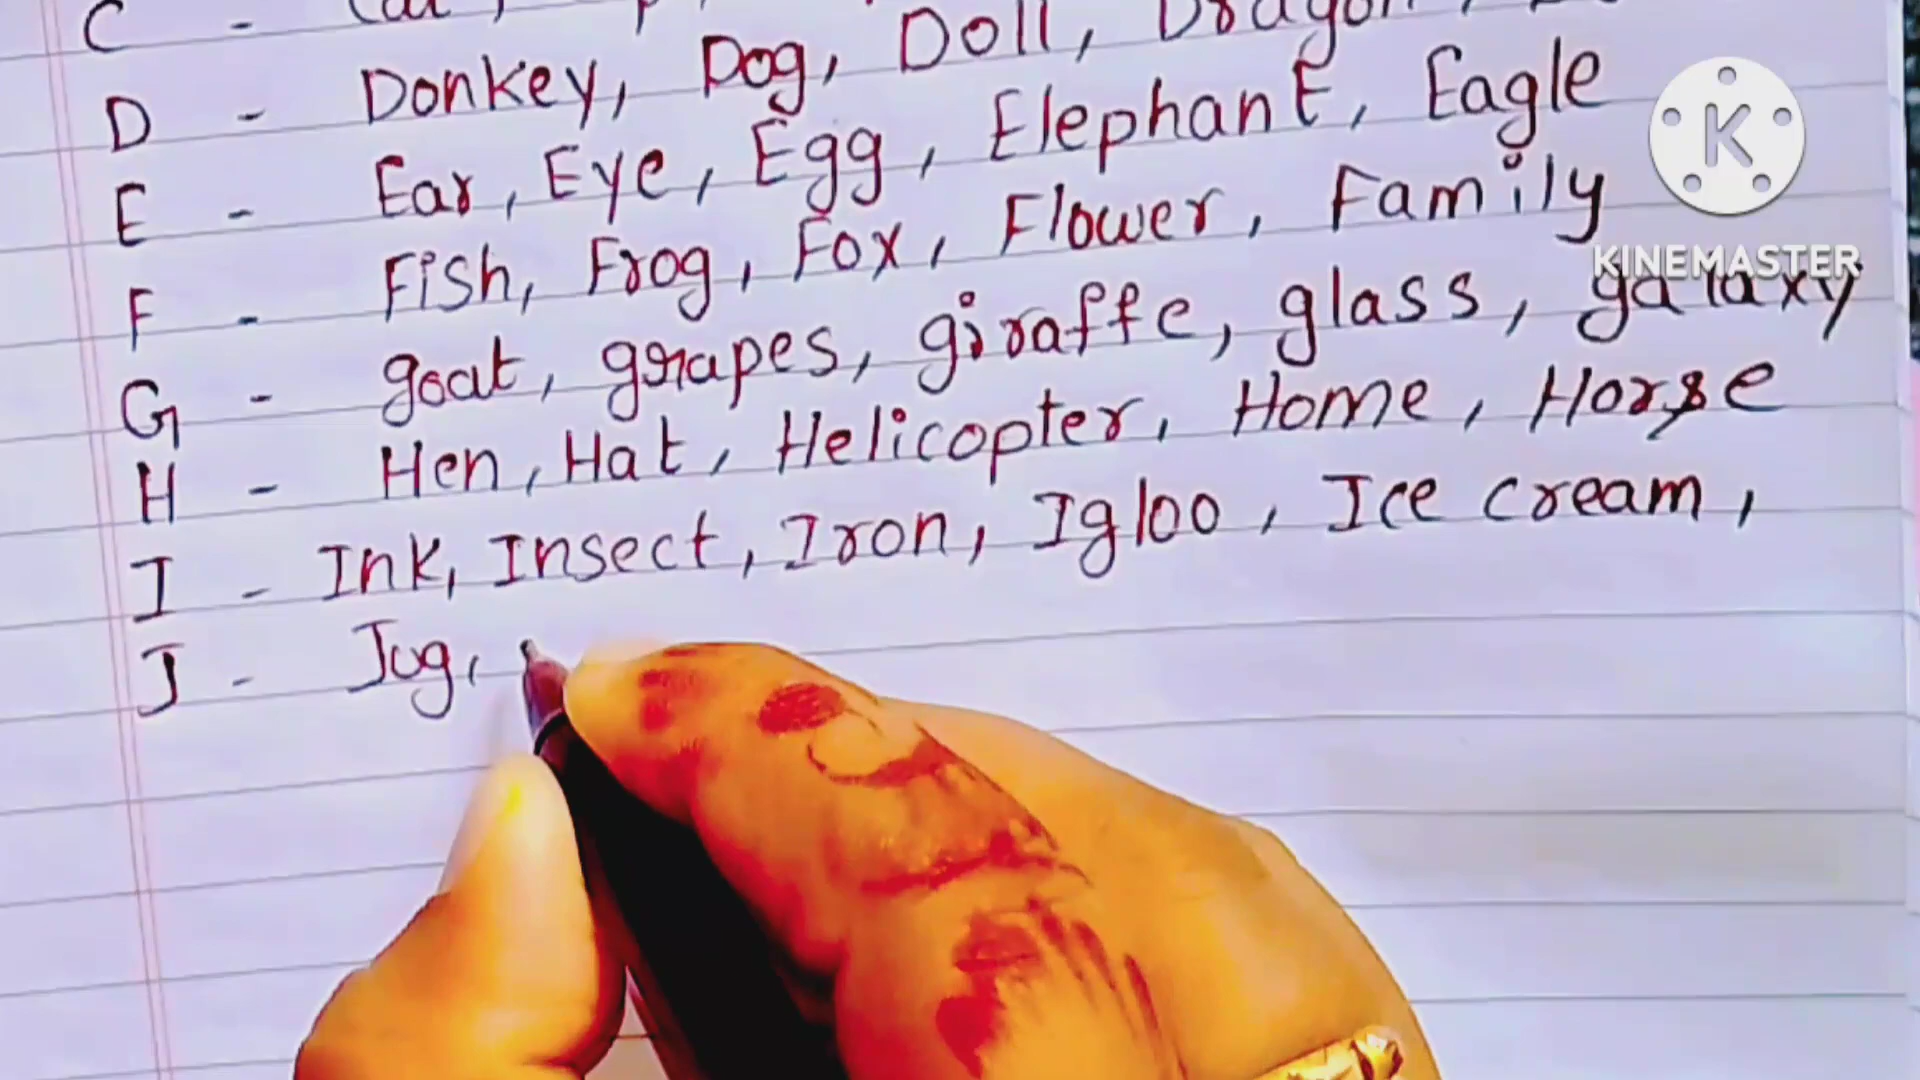 C -
D - Donkey, Dog, Doll, Dragon,
E - Ear, Eye, Egg, Elephant, Eagle
F - Fish, Frog, Fox, Flower, Family
G - goat, grapes, giraffe, glass, galaxy
H - Hen, Hat, Helicopter, Home, Horse
I - Ink, Insect, Iron, Igloo, Ice cream,
J - Jug,
K
KINEMASTER